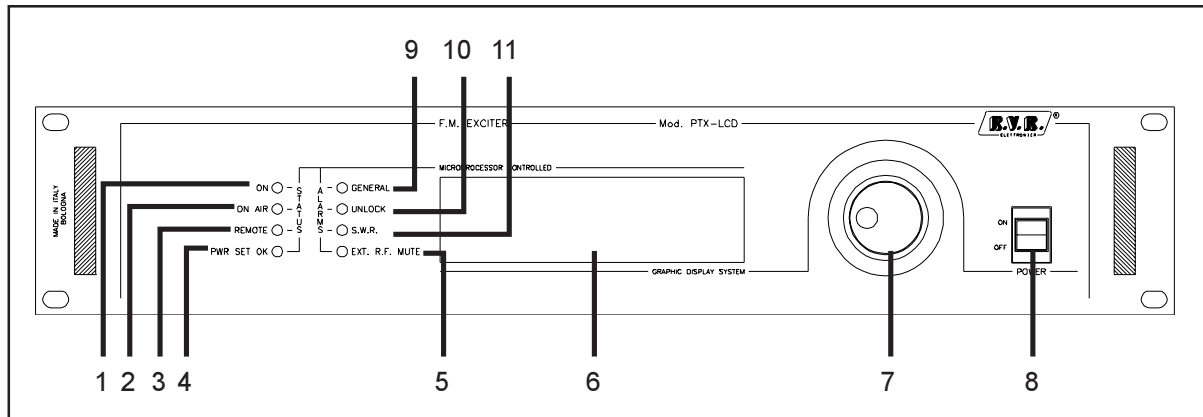 9 10 11
F.M. EXCITER Mod. PTX-LCD R.V.R.® ELETTRONICA
MICROPROCESSOR CONTROLLED
MADE IN ITALY
BOLOGNA
STATUS
ALARMS
ON GENERAL
ON AIR UNLOCK
REMOTE S.W.R.
PWR SET OK EXT. R.F. MUTE
GRAPHIC DISPLAY SYSTEM
ON
OFF
POWER
1 2 3 4 5 6 7 8